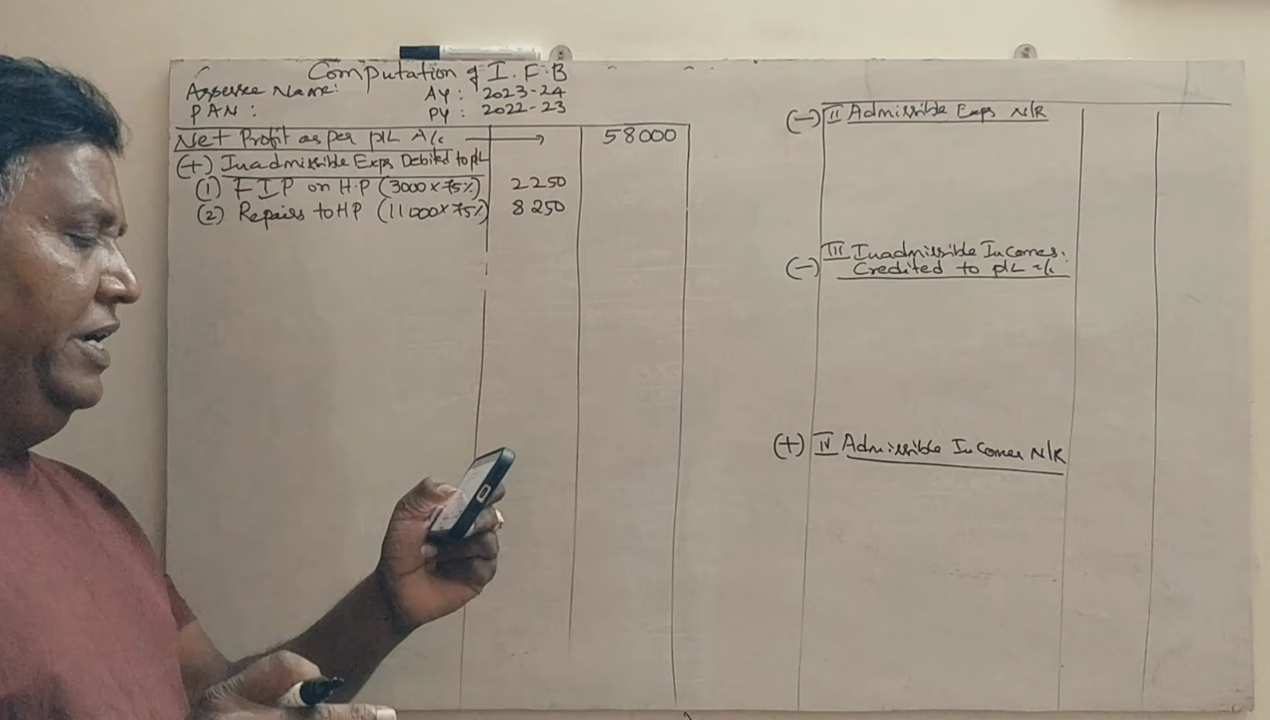 Computation of I.F.B
Assessee Name: AY: 2023-24
PAN: PY: 2022-23
Net Profit as per P/L A/c → 58000
(+) Inadmissible Exps Debited to P/L
(1) FIP on H.P (3000 x 75%) 2250
(2) Repairs to HP (11000 x 75%) 8250
(-) II Admissible Exps N/R
III Inadmissible Incomes.
(-) Credited to P/L a/c
(+) IV Admissible Incomes N/R